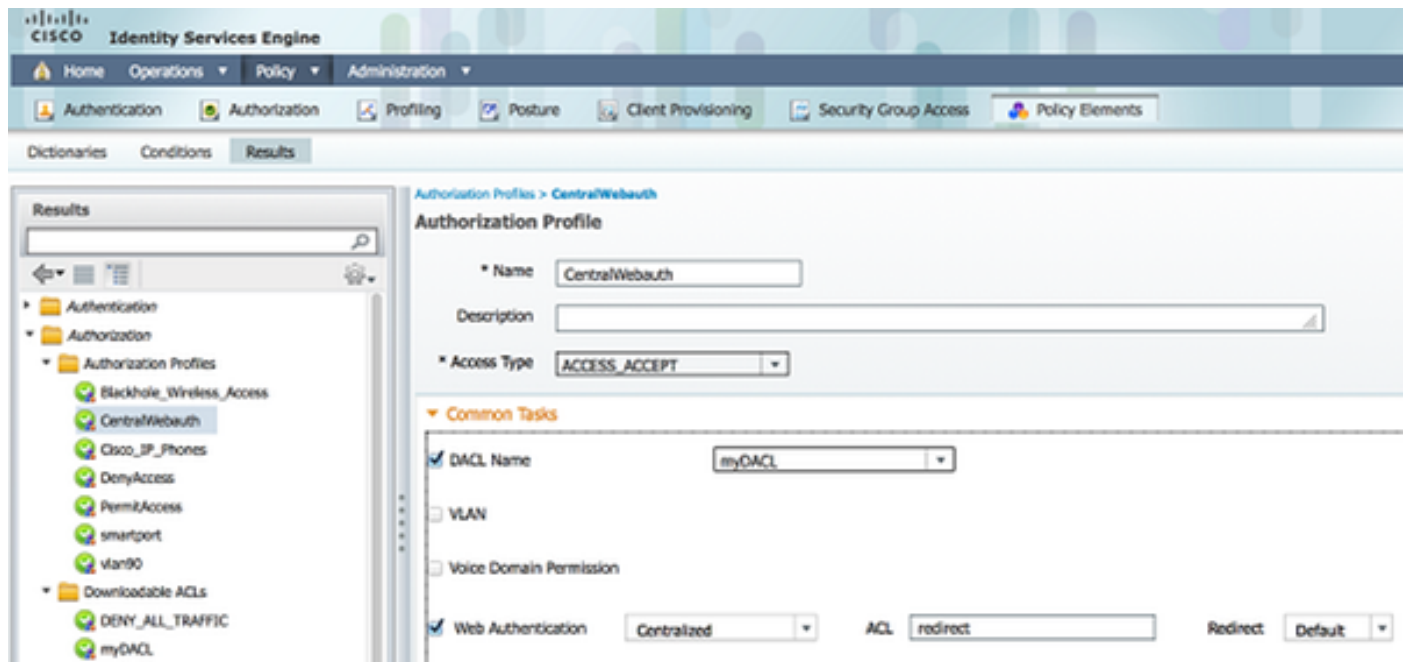 CISCO Identity Services Engine
Home Operations Policy Administration
Authentication Authorization Profiling Posture Client Provisioning Security Group Access Policy Elements
Dictionaries Conditions Results
Results
Authentication
Authorization
Authorization Profiles
Blackhole_Wireless_Access
CentralWebauth
Cisco_IP_Phones
DenyAccess
PermitAccess
smartport
vlan90
Downloadable ACLs
DENY_ALL_TRAFFIC
myDACL
Authorization Profiles > CentralWebauth
Authorization Profile
* Name CentralWebauth
Description
* Access Type ACCESS_ACCEPT
Common Tasks
DACL Name myDACL
VLAN
Voice Domain Permission
Web Authentication Centralized ACL redirect Redirect Default